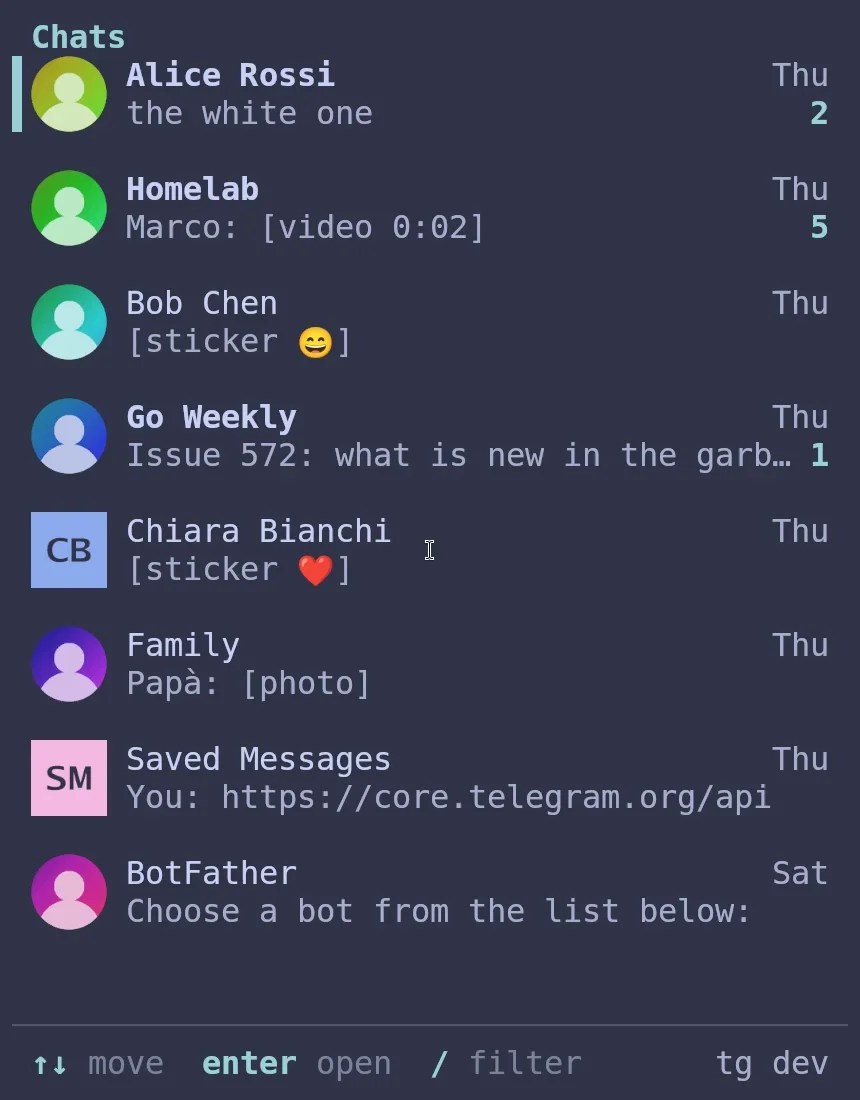 Chats
Alice Rossi Thu
the white one 2
Homelab Thu
Marco: [video 0:02] 5
Bob Chen Thu
[sticker 😄]
Go Weekly Thu
Issue 572: what is new in the garb… 1
CB
Chiara Bianchi Thu
[sticker ❤️]
Family Thu
Papà: [photo]
SM
Saved Messages Thu
You: https://core.telegram.org/api
BotFather Sat
Choose a bot from the list below:
↑↓ move enter open / filter tg dev